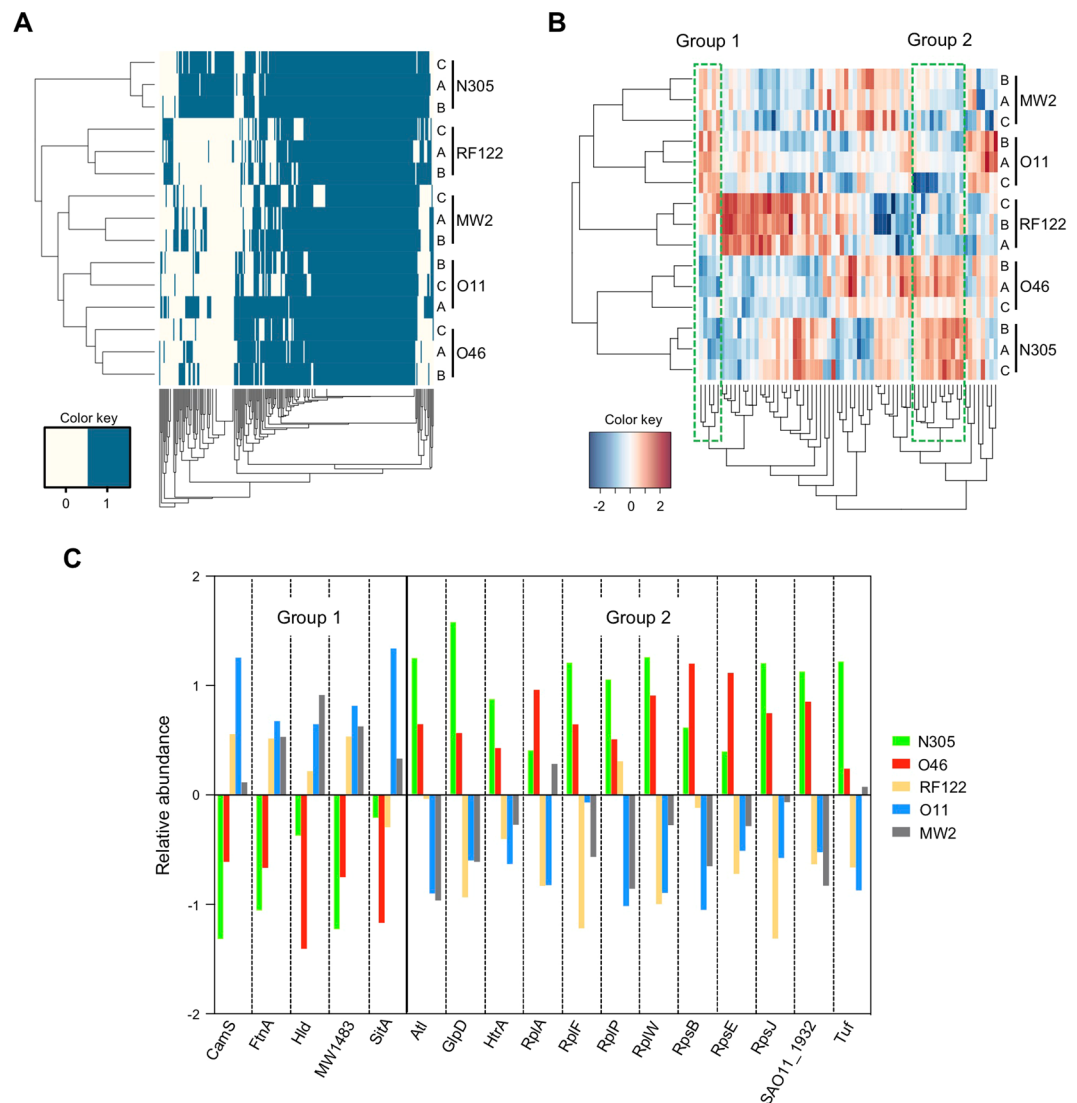 A
C
A
B
N305
C
A
B
RF122
C
A
B
MW2
B
C
A
O11
C
A
B
O46
Color key
0 1
B
Group 1 Group 2
B
A
C
MW2
B
A
C
O11
C
B
A
RF122
B
A
C
O46
B
A
C
N305
Color key
-2 0 2
C
Relative abundance
2
1
0
-1
-2
Group 1 Group 2
CamS
FtnA
Hld
MW1483
SitA
Atl
GlpD
HtrA
RplA
RplF
RplP
RplW
RpsB
RpsE
RpsJ
SAO11_1932
Tuf
N305
O46
RF122
O11
MW2